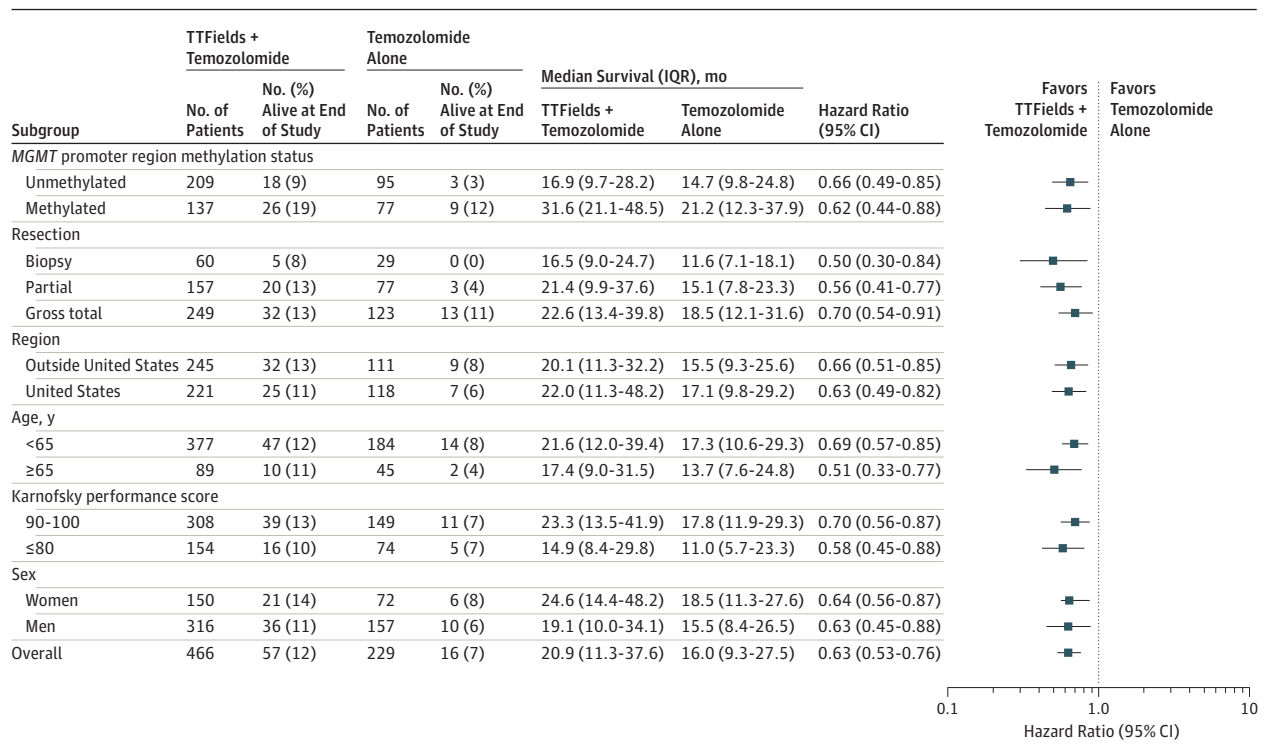 TTFields + Temozolomide
Temozolomide Alone
Median Survival (IQR), mo
Subgroup No. of Patients No. (%) Alive at End of Study No. of Patients No. (%) Alive at End of Study TTFields + Temozolomide Temozolomide Alone Hazard Ratio (95% CI) Favors TTFields + Temozolomide Favors Temozolomide Alone
MGMT promoter region methylation status
Unmethylated 209 18 (9) 95 3 (3) 16.9 (9.7-28.2) 14.7 (9.8-24.8) 0.66 (0.49-0.85)
Methylated 137 26 (19) 77 9 (12) 31.6 (21.1-48.5) 21.2 (12.3-37.9) 0.62 (0.44-0.88)
Resection
Biopsy 60 5 (8) 29 0 (0) 16.5 (9.0-24.7) 11.6 (7.1-18.1) 0.50 (0.30-0.84)
Partial 157 20 (13) 77 3 (4) 21.4 (9.9-37.6) 15.1 (7.8-23.3) 0.56 (0.41-0.77)
Gross total 249 32 (13) 123 13 (11) 22.6 (13.4-39.8) 18.5 (12.1-31.6) 0.70 (0.54-0.91)
Region
Outside United States 245 32 (13) 111 9 (8) 20.1 (11.3-32.2) 15.5 (9.3-25.6) 0.66 (0.51-0.85)
United States 221 25 (11) 118 7 (6) 22.0 (11.3-48.2) 17.1 (9.8-29.2) 0.63 (0.49-0.82)
Age, y
<65 377 47 (12) 184 14 (8) 21.6 (12.0-39.4) 17.3 (10.6-29.3) 0.69 (0.57-0.85)
≥65 89 10 (11) 45 2 (4) 17.4 (9.0-31.5) 13.7 (7.6-24.8) 0.51 (0.33-0.77)
Karnofsky performance score
90-100 308 39 (13) 149 11 (7) 23.3 (13.5-41.9) 17.8 (11.9-29.3) 0.70 (0.56-0.87)
≤80 154 16 (10) 74 5 (7) 14.9 (8.4-29.8) 11.0 (5.7-23.3) 0.58 (0.45-0.88)
Sex
Women 150 21 (14) 72 6 (8) 24.6 (14.4-48.2) 18.5 (11.3-27.6) 0.64 (0.56-0.87)
Men 316 36 (11) 157 10 (6) 19.1 (10.0-34.1) 15.5 (8.4-26.5) 0.63 (0.45-0.88)
Overall 466 57 (12) 229 16 (7) 20.9 (11.3-37.6) 16.0 (9.3-27.5) 0.63 (0.53-0.76)
0.1 1.0 10
Hazard Ratio (95% CI)